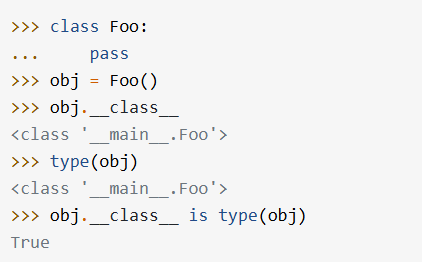 >>> class Foo:
...     pass
>>> obj = Foo()
>>> obj.__class__
<class '__main__.Foo'>
>>> type(obj)
<class '__main__.Foo'>
>>> obj.__class__ is type(obj)
True